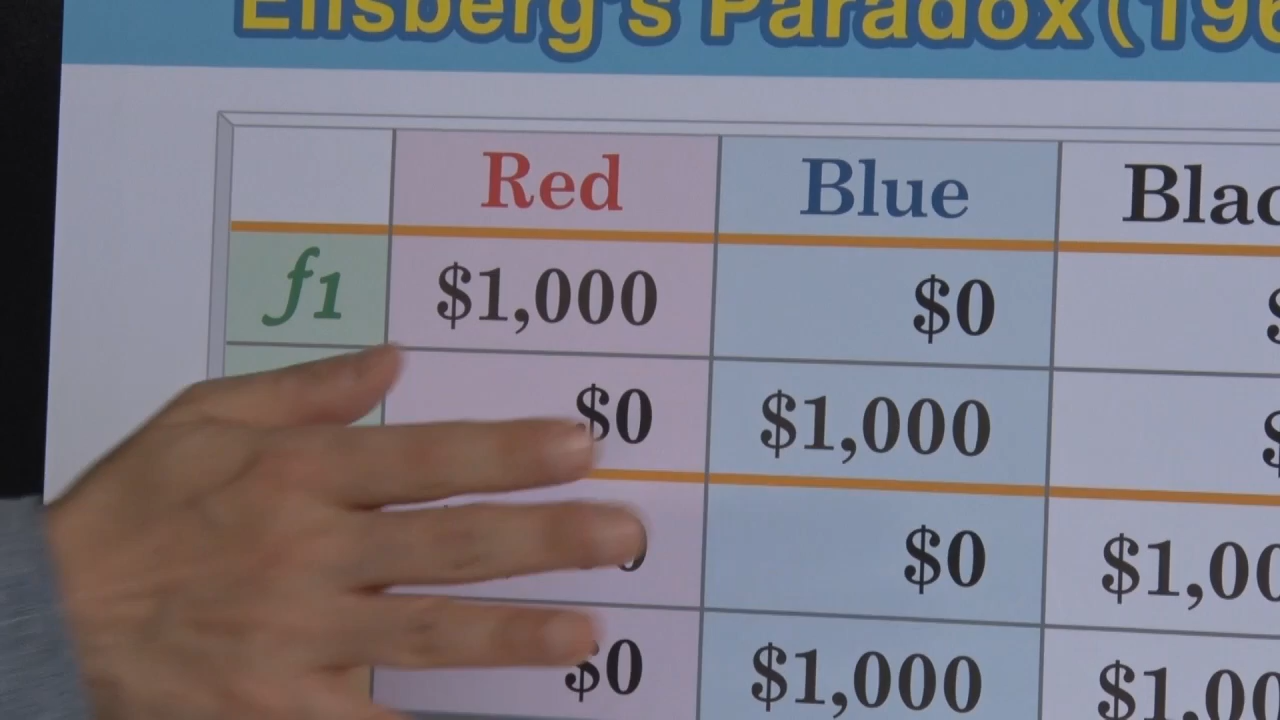 Ellsberg's Paradox (196
Red Blue Blac
f1 $1,000 $0 $
$0 $1,000 $
$0 $1,00
$0 $1,000 $1,00